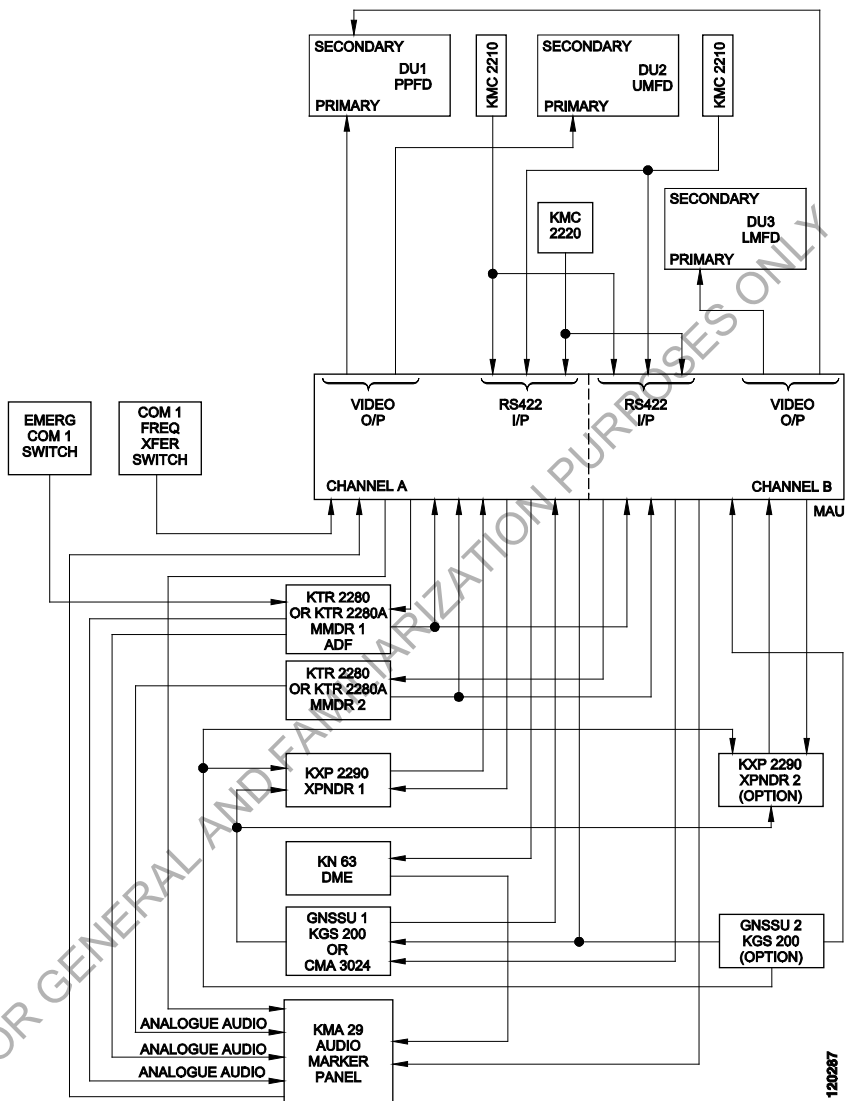 SECONDARY
DU1
PPFD
PRIMARY
KMC 2210
SECONDARY
DU2
UMFD
PRIMARY
KMC 2210
KMC
2220
SECONDARY
DU3
LMFD
PRIMARY
VIDEO
O/P
RS422
I/P
RS422
I/P
VIDEO
O/P
CHANNEL A
CHANNEL B
MAU
EMERG
COM 1
SWITCH
COM 1
FREQ
XFER
SWITCH
KTR 2280
OR KTR 2280A
MMDR 1
ADF
KTR 2280
OR KTR 2280A
MMDR 2
KXP 2290
XPNDR 1
KXP 2290
XPNDR 2
(OPTION)
KN 63
DME
GNSSU 1
KGS 200
OR
CMA 3024
GNSSU 2
KGS 200
(OPTION)
ANALOGUE AUDIO
ANALOGUE AUDIO
ANALOGUE AUDIO
KMA 29
AUDIO
MARKER
PANEL
120287
OR GENERAL AND FAMILIARIZATION PURPOSES ONLY